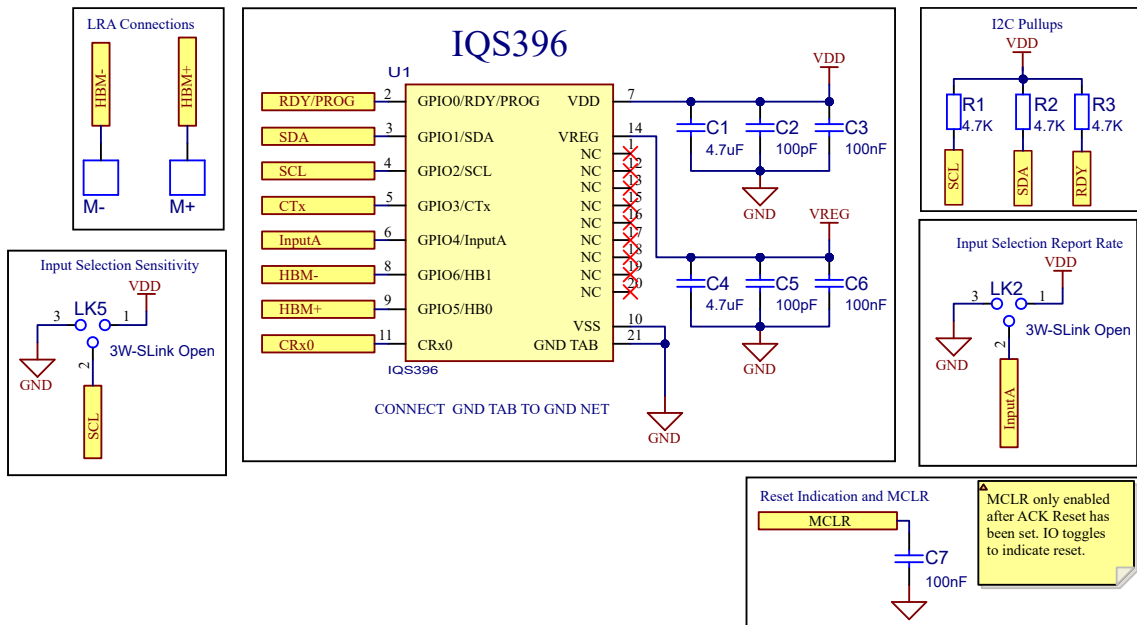 LRA Connections
HBM-
HBM+
M-
M+
Input Selection Sensitivity
VDD
LK5
3
1
2
3W-SLink Open
GND
SCL
IQS396
U1
RDY/PROG
2
GPIO0/RDY/PROG
SDA
3
GPIO1/SDA
SCL
4
GPIO2/SCL
CTx
5
GPIO3/CTx
InputA
6
GPIO4/InputA
HBM-
8
GPIO6/HB1
HBM+
9
GPIO5/HB0
CRx0
11
CRx0
VDD
7
VREG
14
NC
1
NC
12
NC
13
NC
15
NC
16
NC
17
NC
18
NC
19
NC
20
VSS
10
GND TAB
21
IQS396
CONNECT GND TAB TO GND NET
GND
VDD
C1
4.7uF
C2
100pF
C3
100nF
GND
VREG
C4
4.7uF
C5
100pF
C6
100nF
GND
I2C Pullups
VDD
R1
4.7K
R2
4.7K
R3
4.7K
SCL
SDA
RDY
Input Selection Report Rate
VDD
LK2
3
1
2
3W-SLink Open
GND
InputA
Reset Indication and MCLR
MCLR
C7
100nF
MCLR only enabled
after ACK Reset has
been set. IO toggles
to indicate reset.